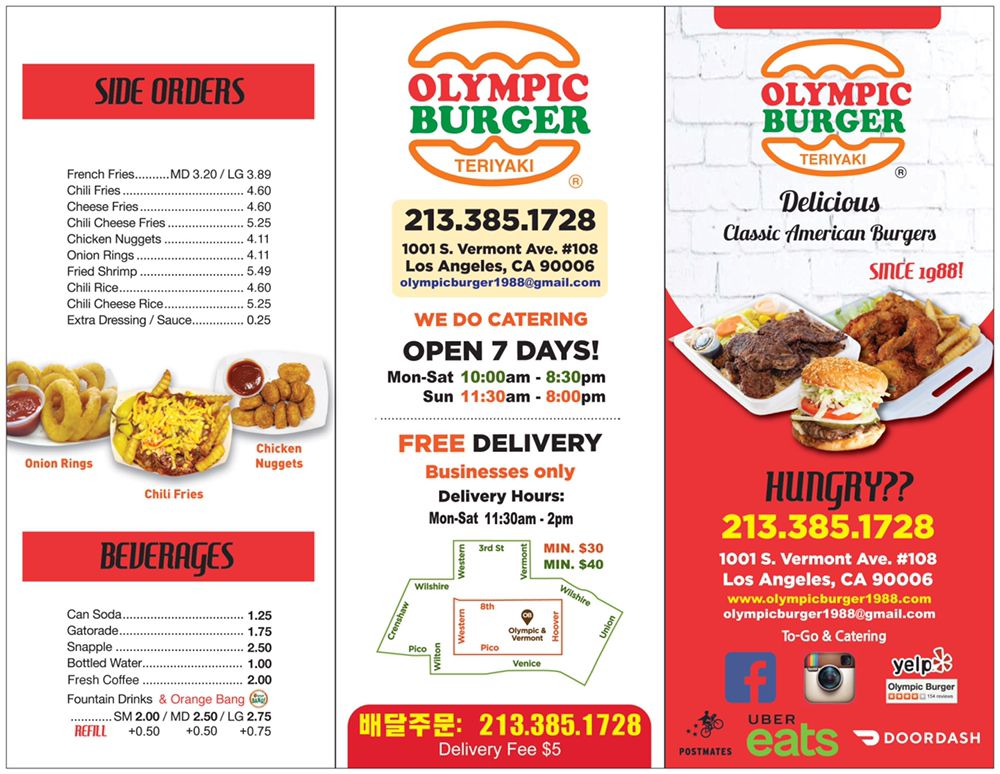 SIDE ORDERS
French Fries..........MD 3.20 / LG 3.89
Chili Fries ............................... 4.60
Cheese Fries .......................... 4.60
Chili Cheese Fries ................... 5.25
Chicken Nuggets .................... 4.11
Onion Rings ........................... 4.11
Fried Shrimp .......................... 5.49
Chili Rice................................ 4.60
Chili Cheese Rice.................... 5.25
Extra Dressing / Sauce............. 0.25
Onion Rings
Chili Fries
Chicken
Nuggets
BEVERAGES
Can Soda............................... 1.25
Gatorade............................... 1.75
Snapple ................................ 2.50
Bottled Water......................... 1.00
Fresh Coffee .......................... 2.00
Fountain Drinks & Orange Bang
............SM 2.00 / MD 2.50 / LG 2.75
REFILL +0.50 +0.50 +0.75
OLYMPIC
BURGER
TERIYAKI
®
213.385.1728
1001 S. Vermont Ave. #108
Los Angeles, CA 90006
olympicburger1988@gmail.com
WE DO CATERING
OPEN 7 DAYS!
Mon-Sat 10:00am - 8:30pm
Sun 11:30am - 8:00pm
FREE DELIVERY
Businesses only
Delivery Hours:
Mon-Sat 11:30am - 2pm
MIN. $30
MIN. $40
3rd St
Western
Vermont
Wilshire
Wilshire
Crenshaw
8th
Western
OB
Olympic &
Vermont
Hoover
Union
Pico
Wilton
Pico
Venice
배달주문: 213.385.1728
Delivery Fee $5
OLYMPIC
BURGER
TERIYAKI
®
Delicious
Classic American Burgers
SINCE 1988!
HUNGRY??
213.385.1728
1001 S. Vermont Ave. #108
Los Angeles, CA 90006
www.olympicburger1988.com
olympicburger1988@gmail.com
To-Go & Catering
f
yelp
Olympic Burger
154 reviews
POSTMATES
UBER
eats
DOORDASH